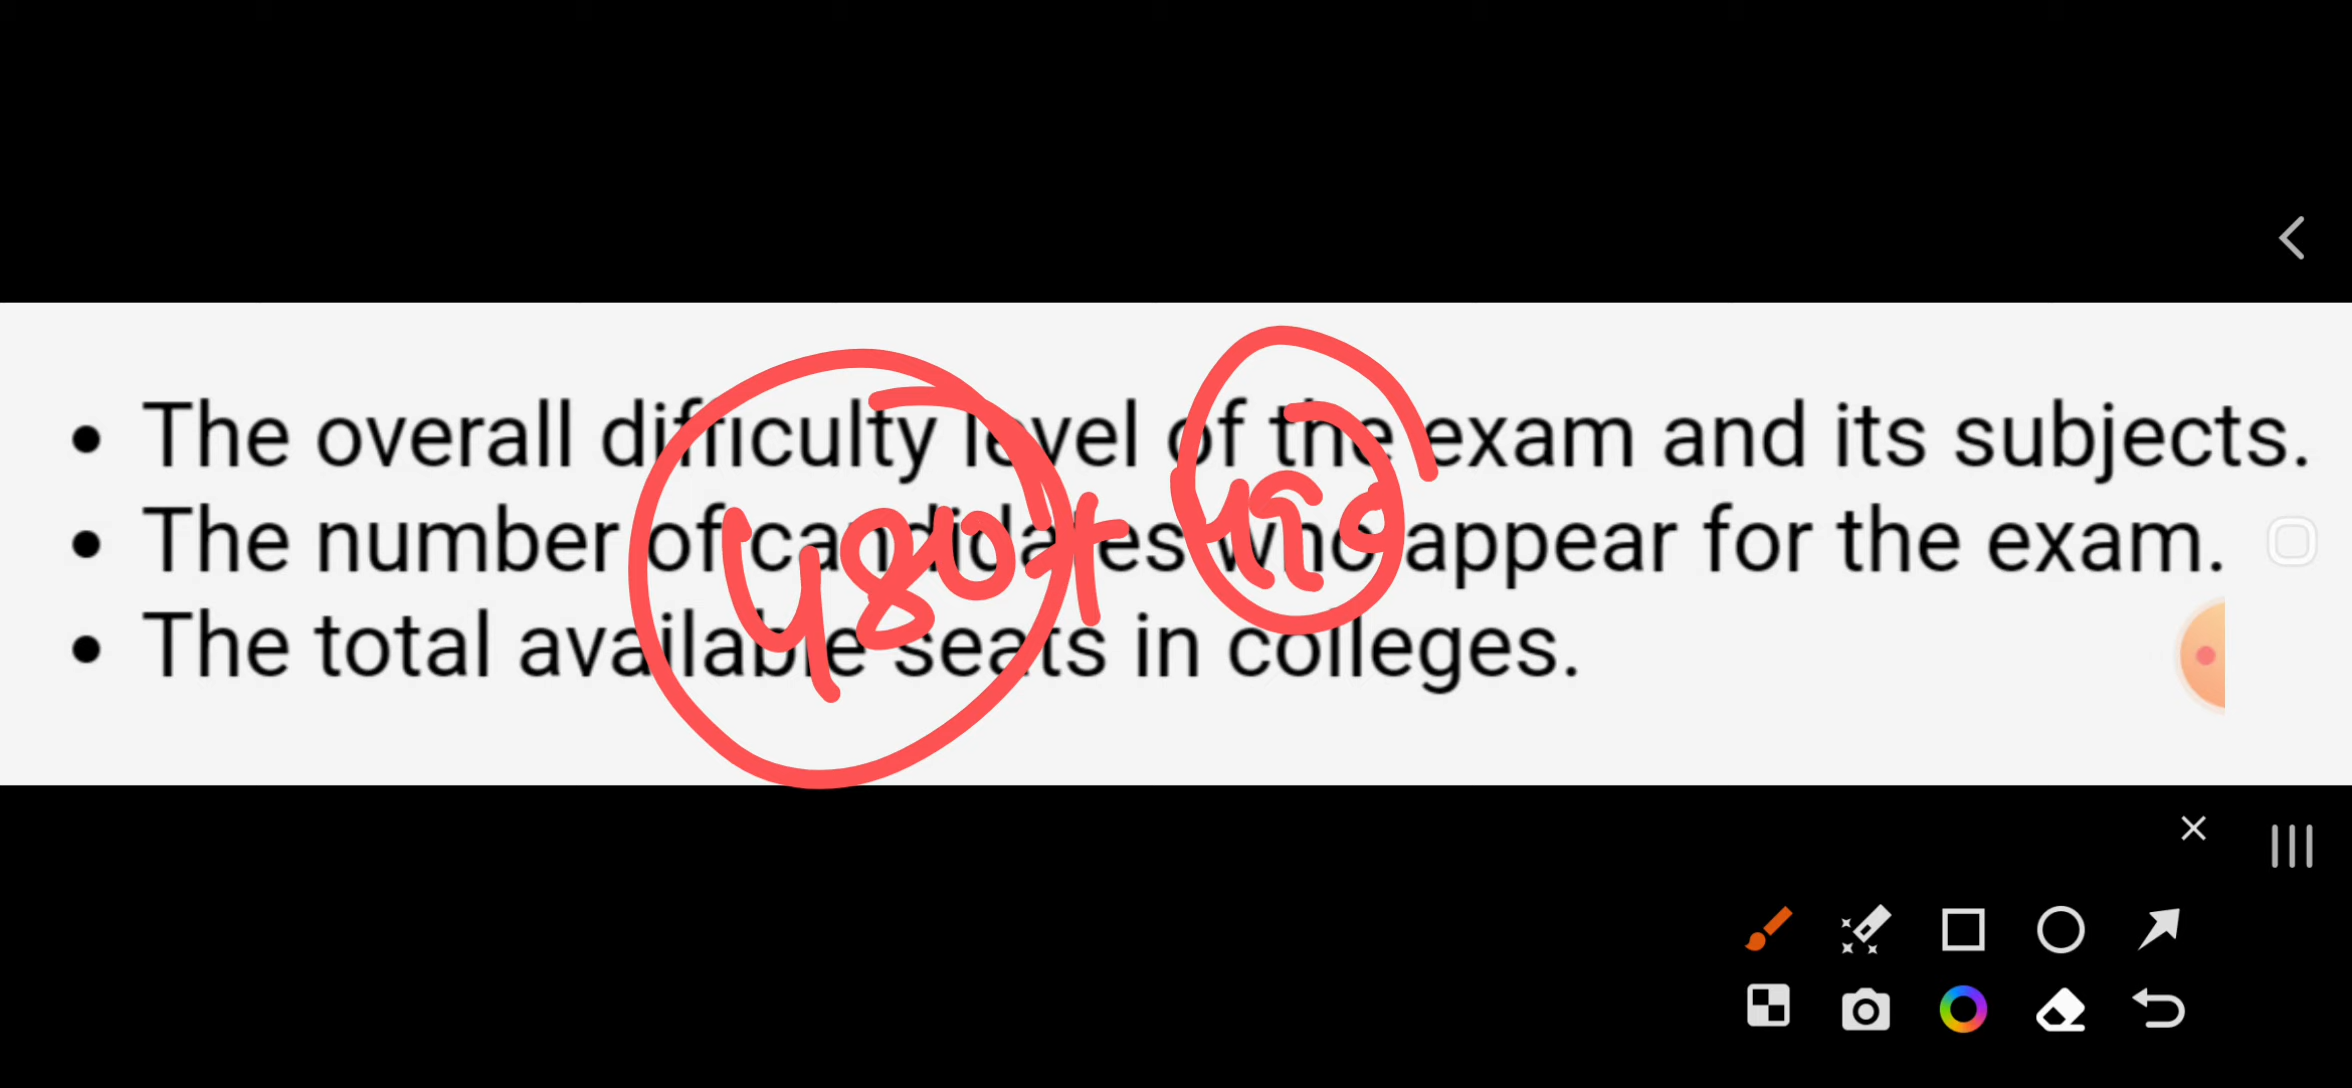 • The overall difficulty level of the exam and its subjects.
• The number of candidates who appear for the exam.
• The total available seats in colleges.
480+